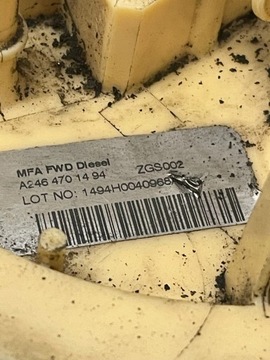 MFA FWD Diesel ZGS002
A246 470 14 94
LOT NO: 1494H0040966